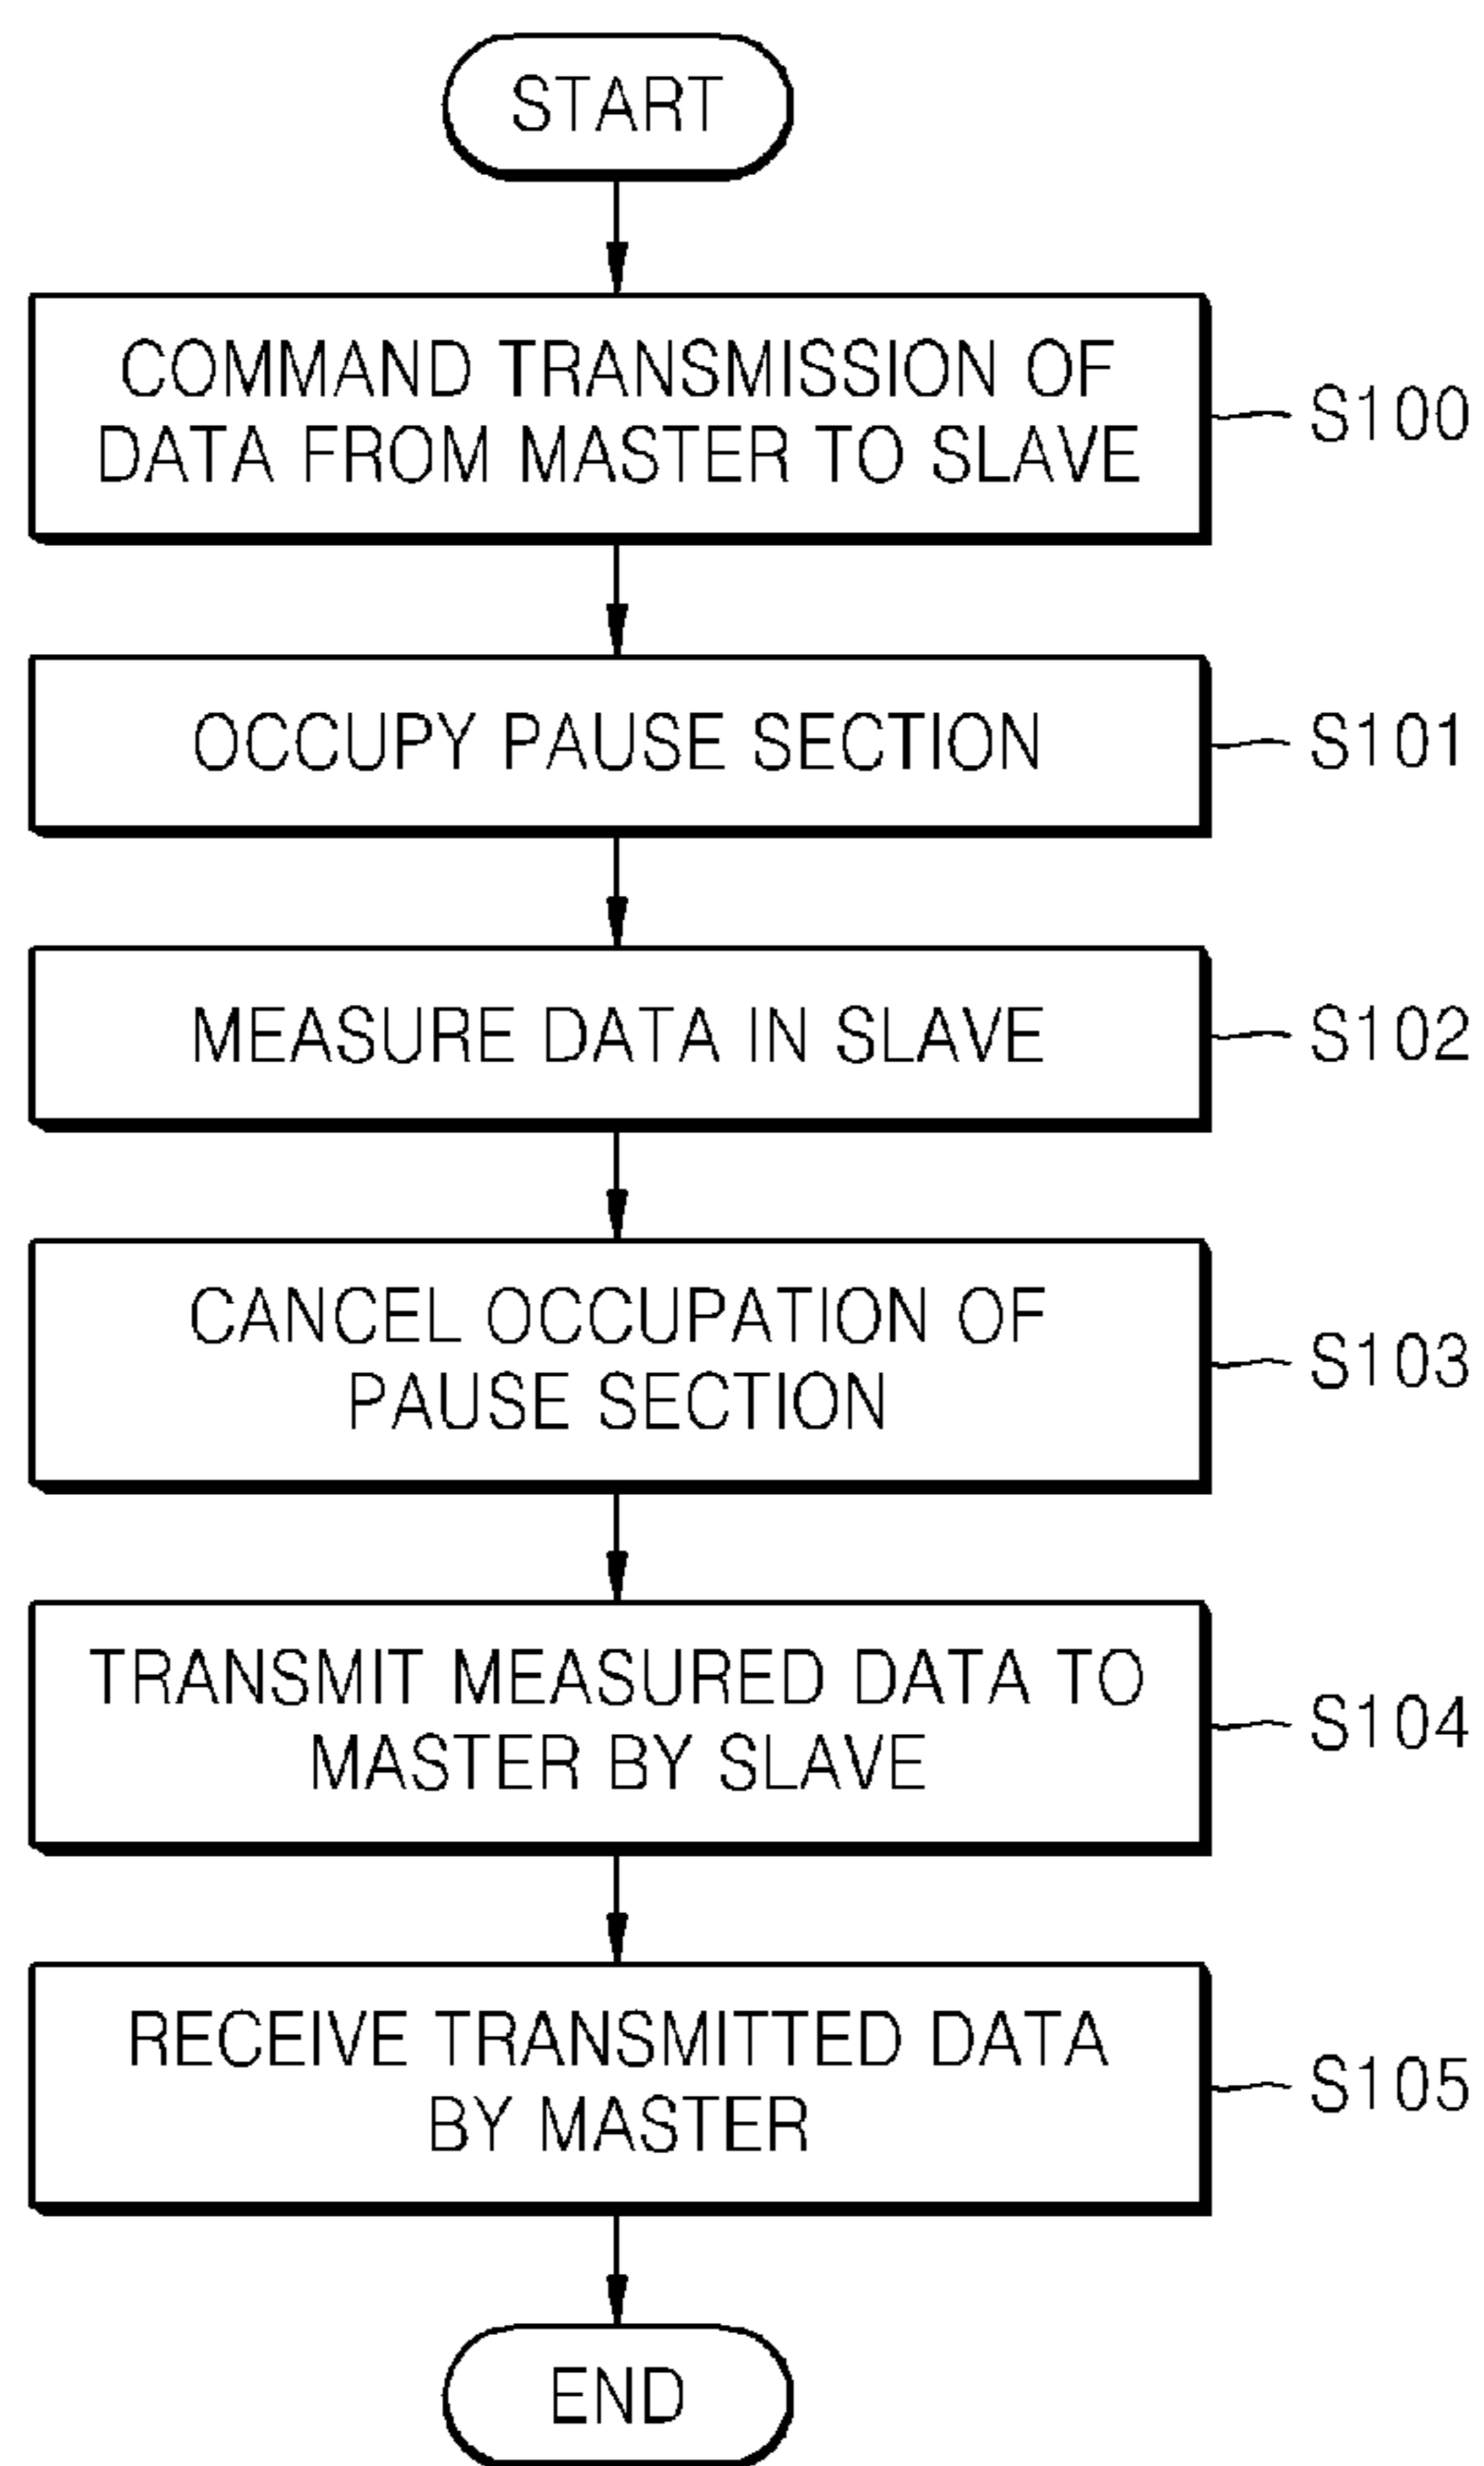 START
COMMAND TRANSMISSION OF
DATA FROM MASTER TO SLAVE
S100
OCCUPY PAUSE SECTION
S101
MEASURE DATA IN SLAVE
S102
CANCEL OCCUPATION OF
PAUSE SECTION
S103
TRANSMIT MEASURED DATA TO
MASTER BY SLAVE
S104
RECEIVE TRANSMITTED DATA
BY MASTER
S105
END